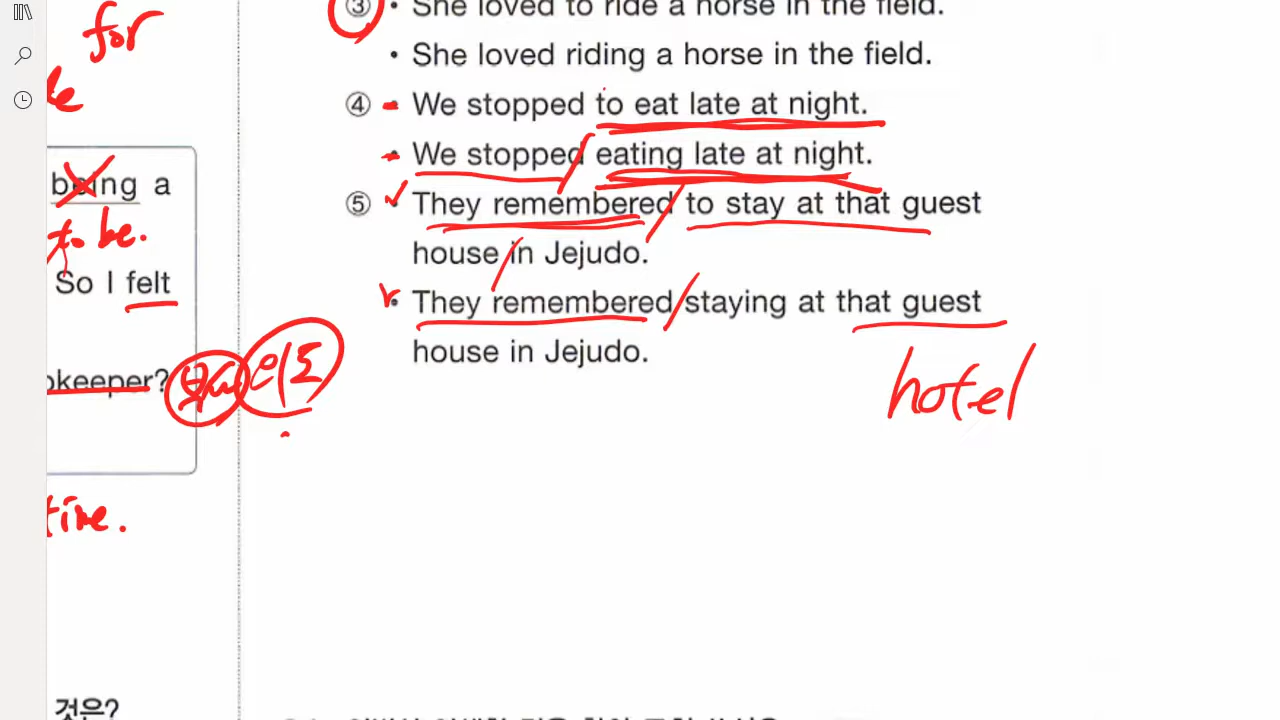 for
③ • She loved to ride a horse in the field.
• She loved riding a horse in the field.
④ • We stopped to eat late at night.
• We stopped eating late at night.
being a
to be.
So I felt
okeeper?
time.
⑤ • They remembered to stay at that guest
house in Jejudo.
• They remembered staying at that guest
house in Jejudo.
hotel
것은?